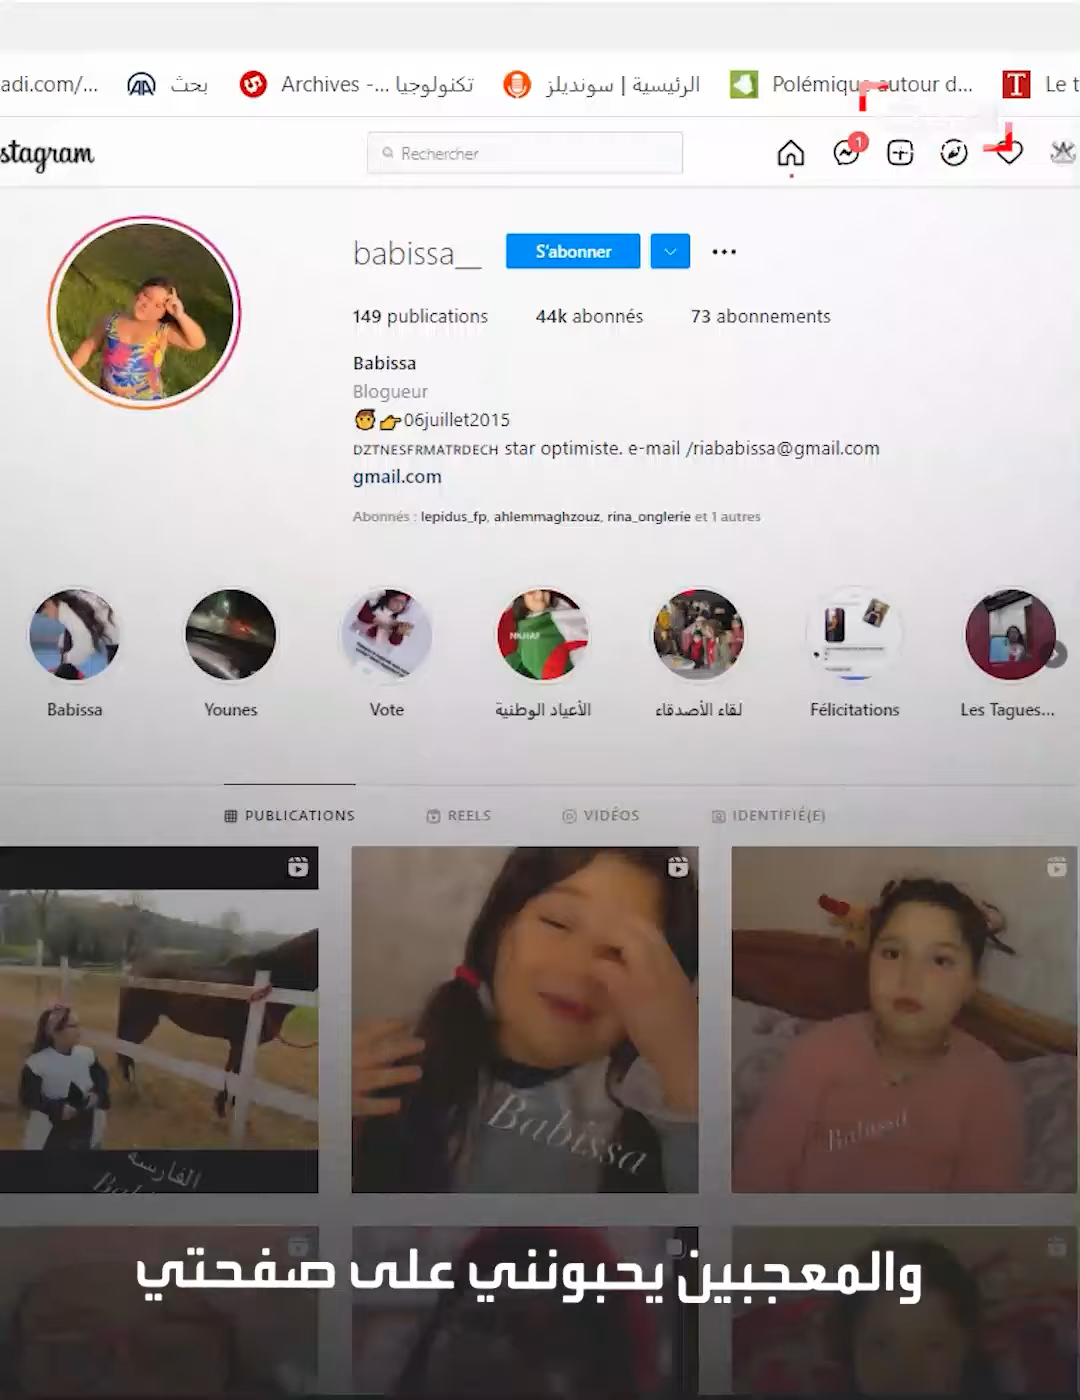 adi.com/...
بحث
Archives -... تكنولوجيا
الرئيسية | سونديلز
Polémique autour d...
Le t
stagram
Rechercher
1
babissa__
S'abonner
149 publications
44k abonnés
73 abonnements
Babissa
Blogueur
06juillet2015
DZTNESFRMATRDECH star optimiste. e-mail /riababissa@gmail.com
gmail.com
Abonnés : lepidus_fp, ahlemmaghzouz, rina_onglerie et 1 autres
Babissa
Younes
Vote
الأعياد الوطنية
لقاء الأصدقاء
Félicitations
Les Tagues...
PUBLICATIONS
REELS
VIDÉOS
IDENTIFIÉ(E)
الفارسة
Babissa
Babissa
والمعجبين يحبونني على صفحتي